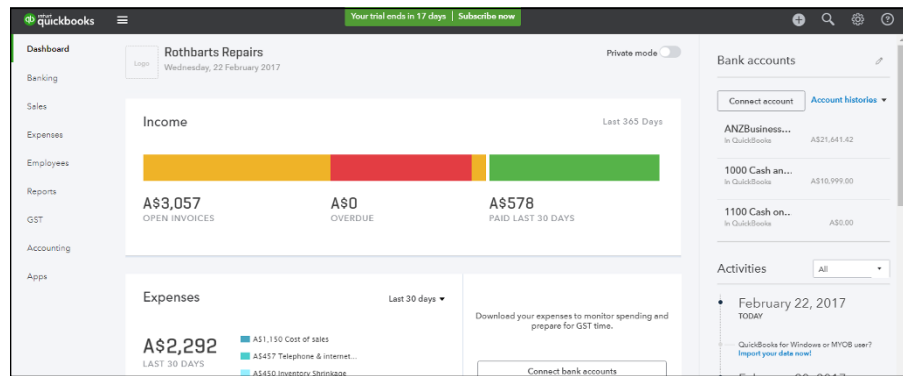 intuit
quickbooks
Your trial ends in 17 days | Subscribe now
Dashboard
Banking
Sales
Expenses
Employees
Reports
GST
Accounting
Apps
Logo
Rothbarts Repairs
Wednesday, 22 February 2017
Private mode
Income
Last 365 Days
A$3,057
OPEN INVOICES
A$0
OVERDUE
A$578
PAID LAST 30 DAYS
Expenses
Last 30 days
A$2,292
LAST 30 DAYS
A$1,150 Cost of sales
A$457 Telephone & internet...
A$450 Inventory Shrinkage
Download your expenses to monitor spending and
prepare for GST time.
Connect bank accounts
Bank accounts
Connect account
Account histories
ANZBusiness...
In QuickBooks
A$21,641.42
1000 Cash an...
In QuickBooks
A$10,999.00
1100 Cash on..
In QuickBooks
A$0.00
Activities
All
February 22, 2017
TODAY
QuickBooks for Windows or MYOB user?
Import your data now!